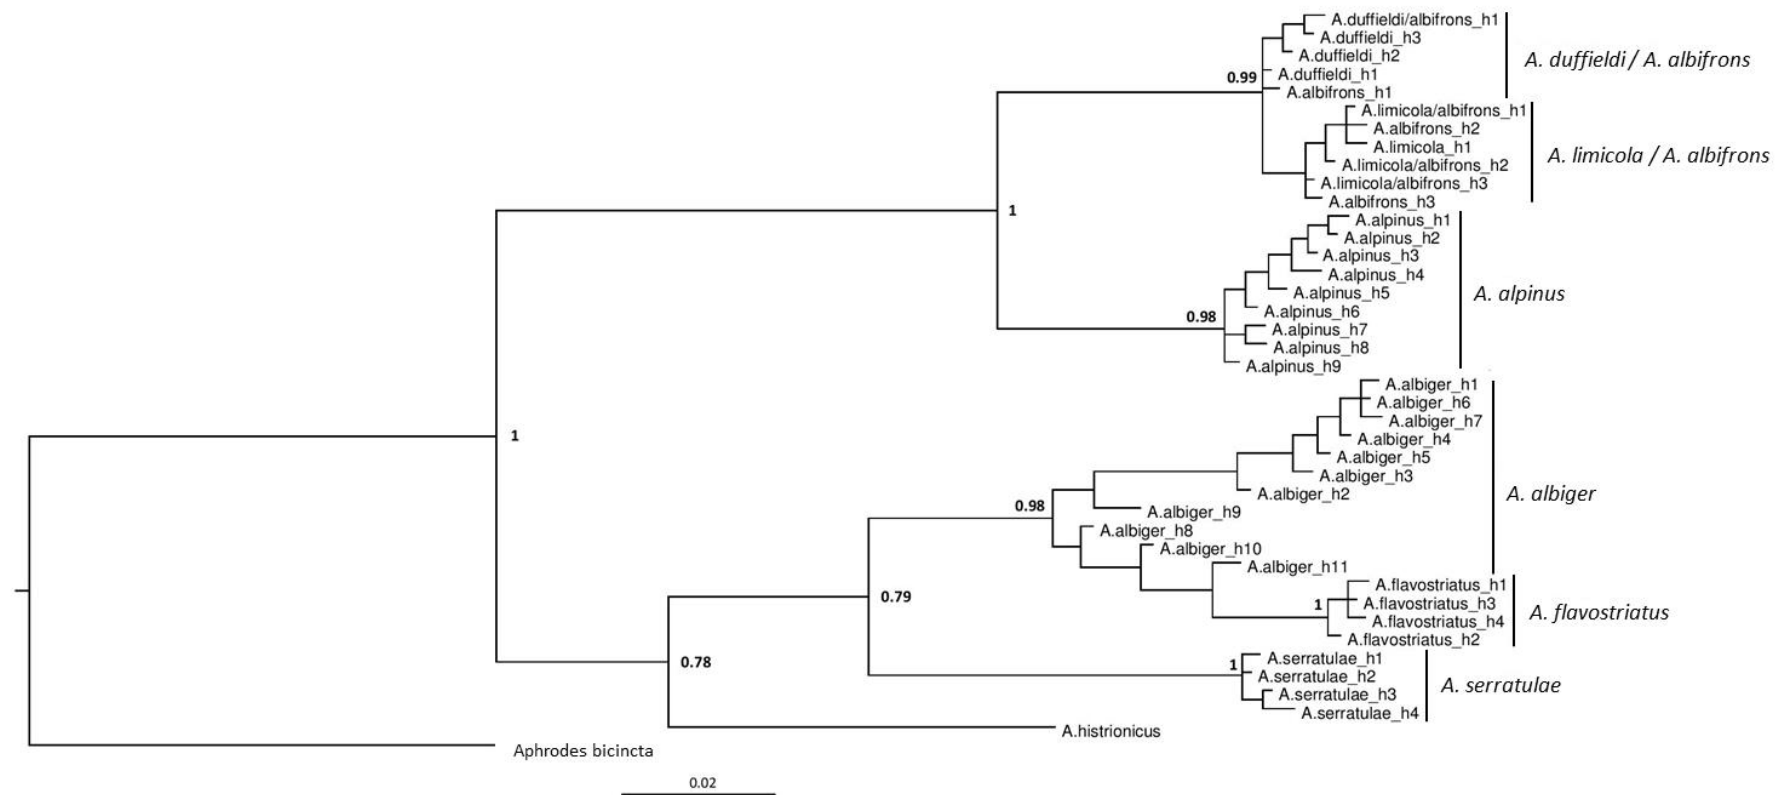 A.duffieldi/albifrons_h1
A.duffieldi_h3
A.duffieldi_h2
A. duffieldi / A. albifrons
0.99
A.duffieldi_h1
A.albifrons_h1
A.limicola/albifrons_h1
A.albifrons_h2
A.limicola_h1
A. limicola / A. albifrons
A.limicola/albifrons_h2
A.limicola/albifrons_h3
A.albifrons_h3
1
A.alpinus_h1
A.alpinus_h2
A.alpinus_h3
A.alpinus_h4
A.alpinus_h5
A. alpinus
A.alpinus_h6
0.98
A.alpinus_h7
A.alpinus_h8
A.alpinus_h9
A.albiger_h1
A.albiger_h6
A.albiger_h7
1
A.albiger_h4
A.albiger_h5
A.albiger_h3
A.albiger_h2
A. albiger
0.98
A.albiger_h9
A.albiger_h8
A.albiger_h10
A.albiger_h11
A.flavostriatus_h1
0.79
1
A.flavostriatus_h3
A. flavostriatus
A.flavostriatus_h4
A.flavostriatus_h2
0.78
A.serratulae_h1
1
A.serratulae_h2
A. serratulae
A.serratulae_h3
A.serratulae_h4
A.histrionicus
Aphrodes bicincta
0.02